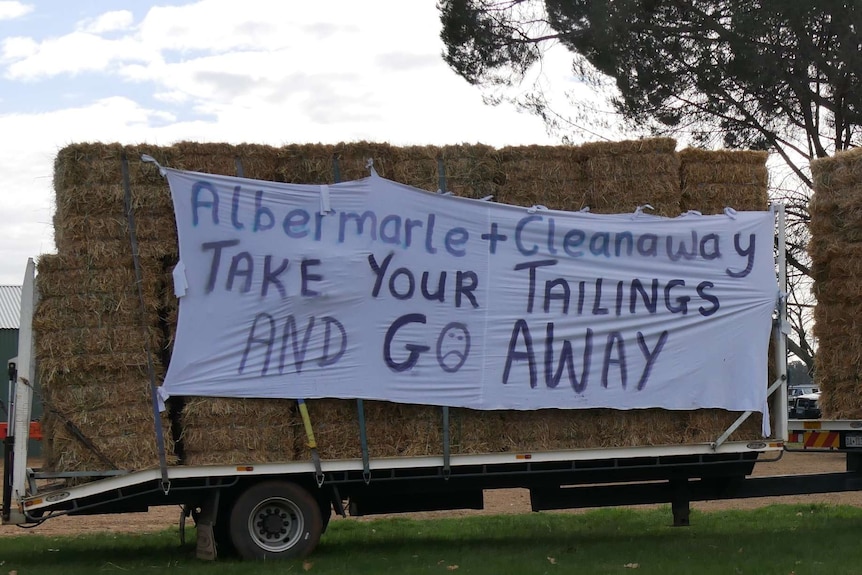 Albermarle + Cleanaway
TAKE YOUR TAILINGS
AND GO AWAY